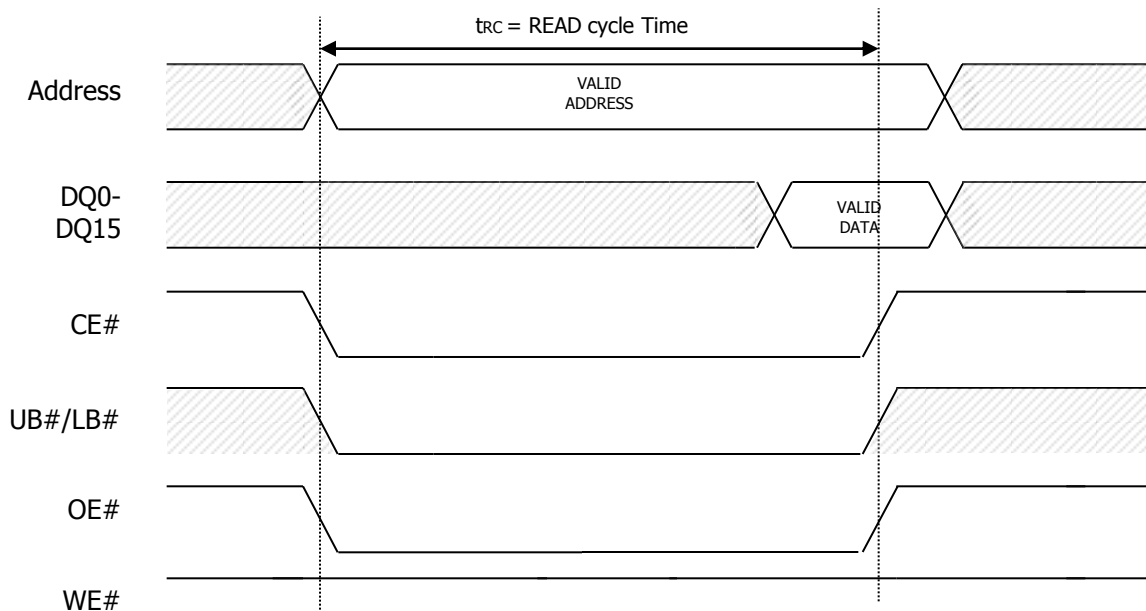 tRC = READ cycle Time
Address
VALID
ADDRESS
DQ0-
DQ15
VALID
DATA
CE#
UB#/LB#
OE#
WE#